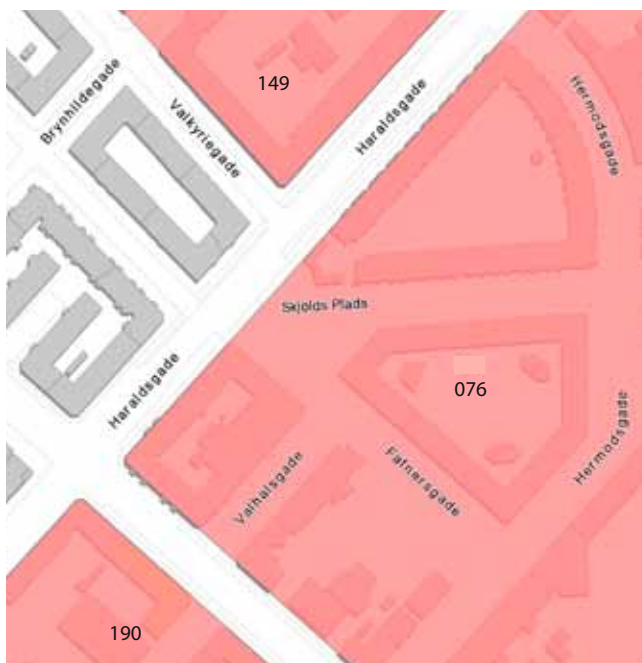 149
Brynhildegade
Valkyriegade
Haraldsgade
Hermodsgade
Skjolds Plads
Haraldsgade
076
Hermodsgade
Valhalsgade
Fafnersgade
190